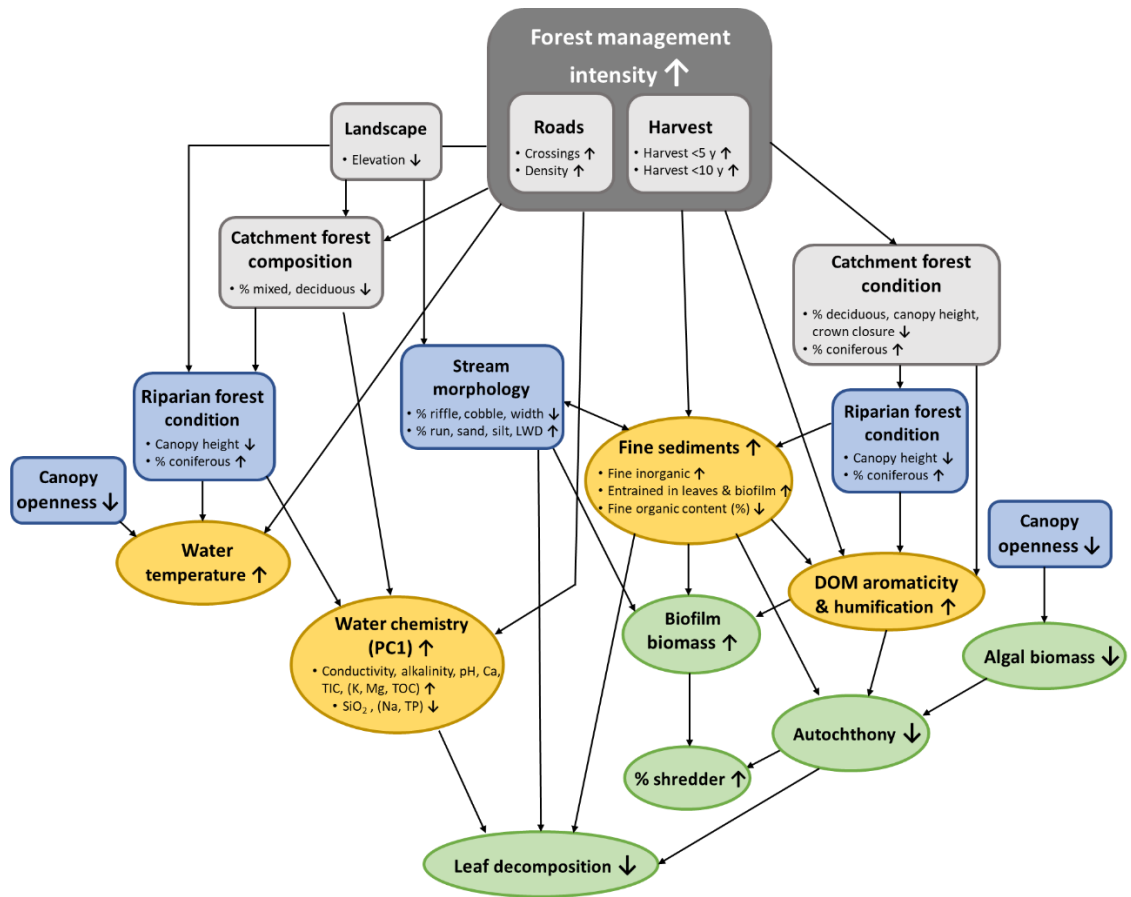 Forest management
intensity ↑
Roads
• Crossings ↑
• Density ↑
Harvest
• Harvest <5 y ↑
• Harvest <10 y ↑
Landscape
• Elevation ↓
Catchment forest
composition
• % mixed, deciduous ↓
Catchment forest
condition
• % deciduous, canopy height,
crown closure ↓
• % coniferous ↑
Riparian forest
condition
• Canopy height ↓
• % coniferous ↑
Stream
morphology
• % riffle, cobble, width ↓
• % run, sand, silt, LWD ↑
Fine sediments ↑
• Fine inorganic ↑
• Entrained in leaves & biofilm ↑
• Fine organic content (%) ↓
Riparian forest
condition
• Canopy height ↓
• % coniferous ↑
Canopy
openness ↓
Water
temperature ↑
Canopy
openness ↓
DOM aromaticity
& humification ↑
Biofilm
biomass ↑
Water chemistry
(PC1) ↑
• Conductivity, alkalinity, pH, Ca,
TIC, (K, Mg, TOC) ↑
• SiO₂ , (Na, TP) ↓
Algal biomass ↓
Autochthony ↓
% shredder ↑
Leaf decomposition ↓